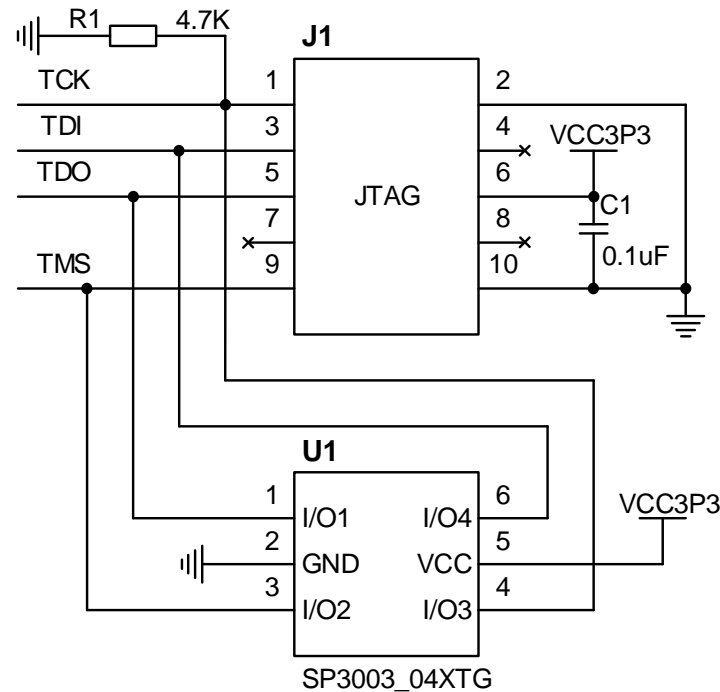 R1 4.7K
J1
TCK 1 2
TDI 3 4 VCC3P3
TDO 5 6
JTAG C1
7 8
TMS 9 10 0.1uF
U1
1 I/O1 I/O4 6 VCC3P3
2 GND VCC 5
3 I/O2 I/O3 4
SP3003_04XTG